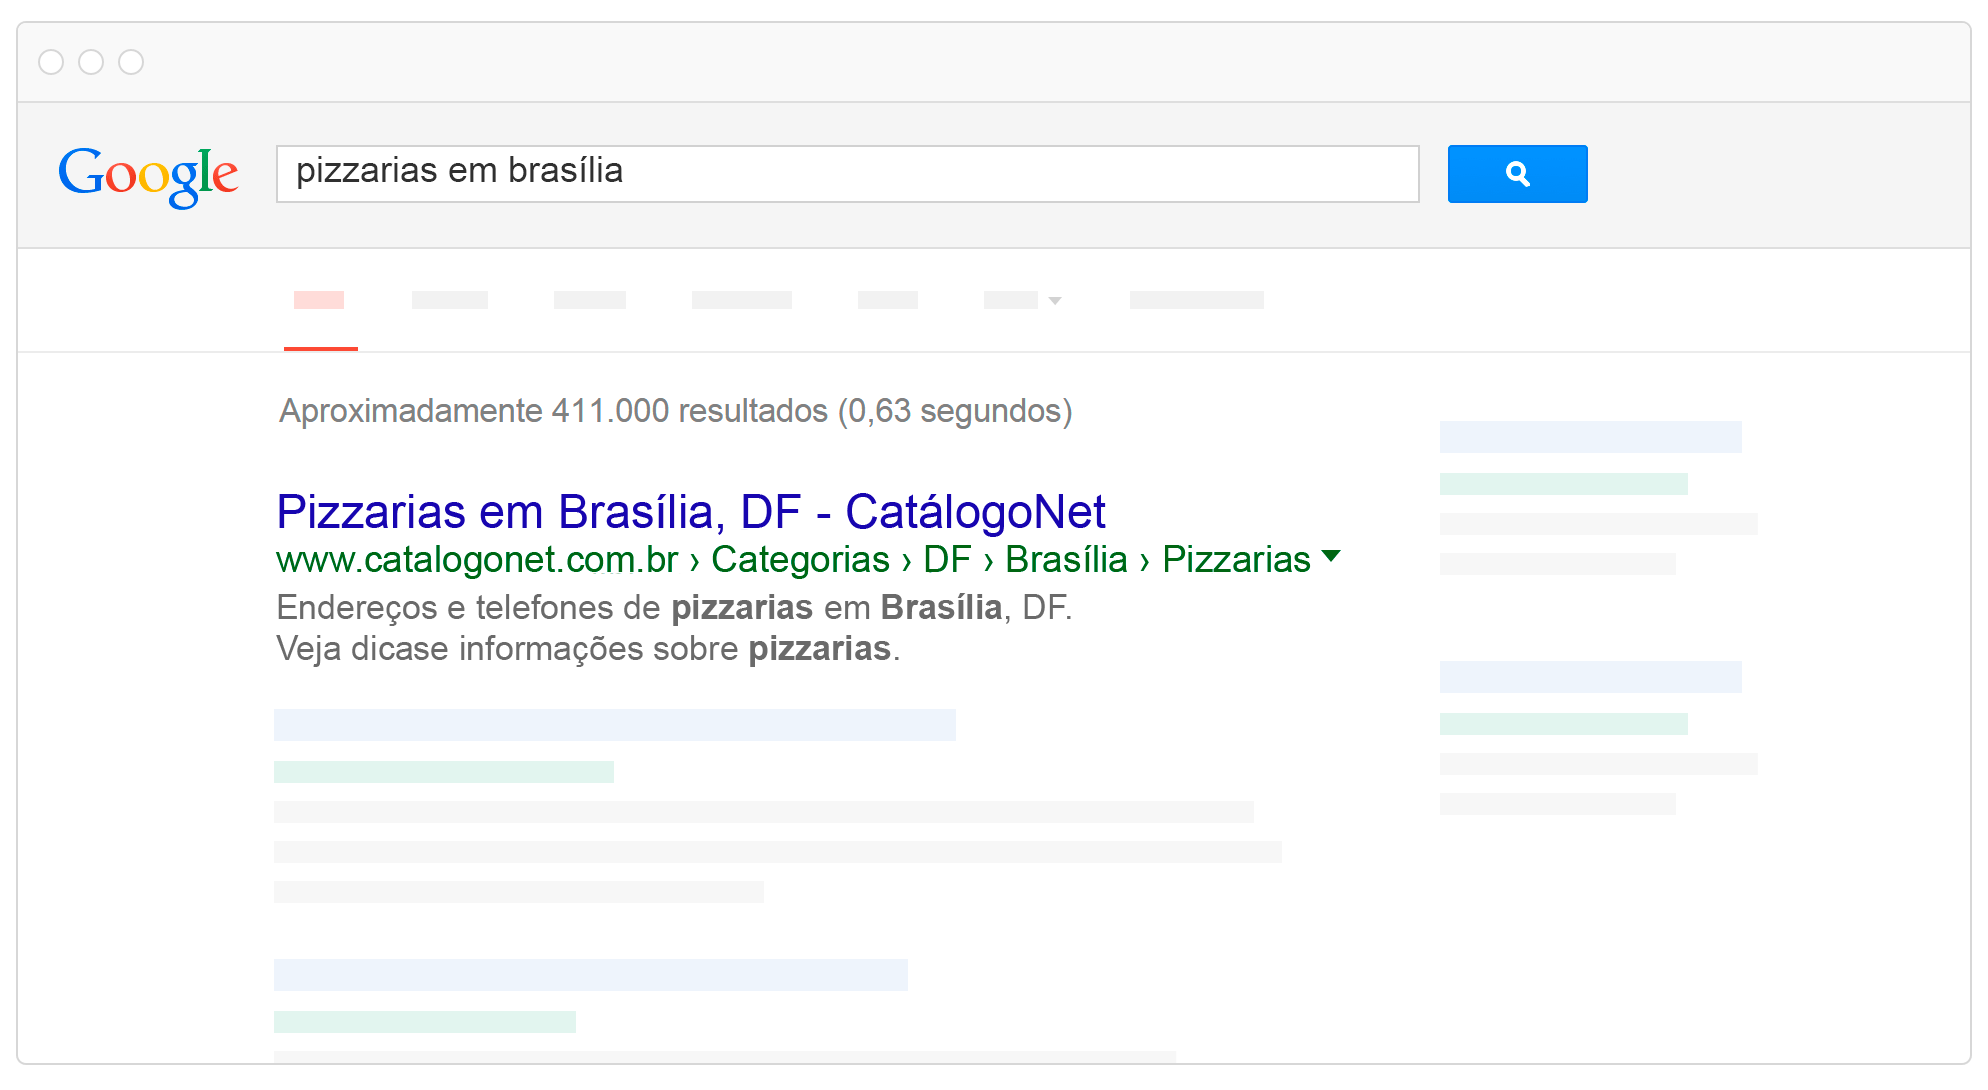 Google
pizzarias em brasília
Aproximadamente 411.000 resultados (0,63 segundos)
Pizzarias em Brasília, DF - CatálogoNet
www.catalogonet.com.br › Categorias › DF › Brasília › Pizzarias
Endereços e telefones de pizzarias em Brasília, DF.
Veja dicase informações sobre pizzarias.